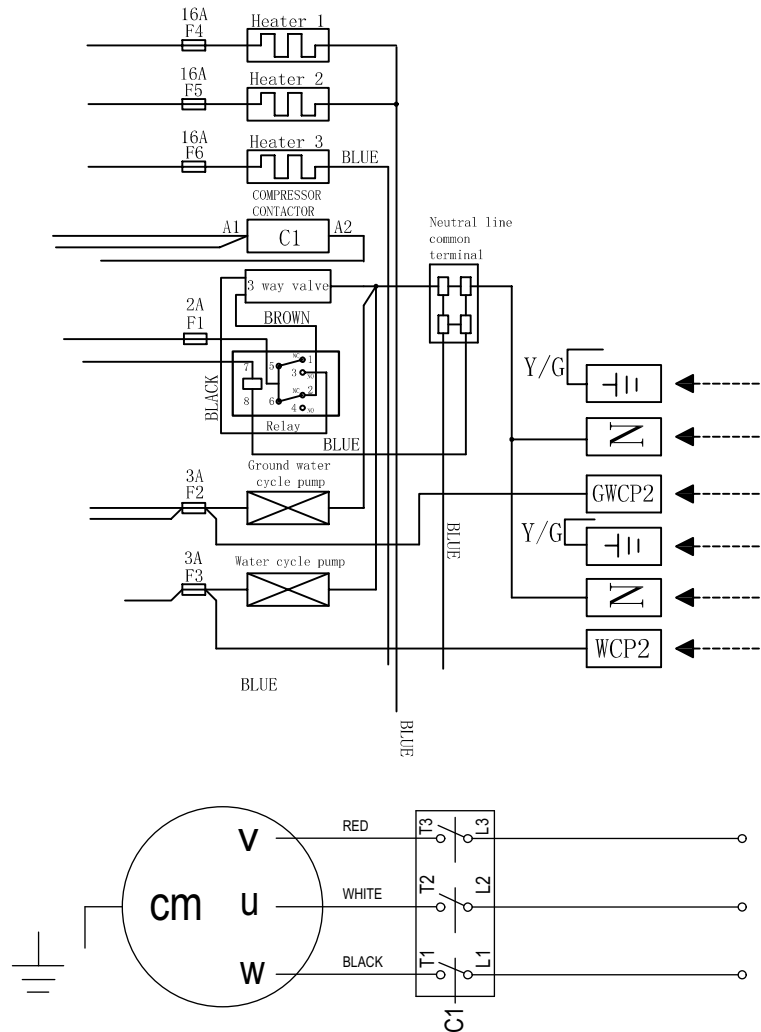 16A
F4
Heater 1
16A
F5
Heater 2
16A
F6
Heater 3
BLUE
COMPRESSOR
CONTACTOR
A1
C1
A2
Neutral line
common
terminal
3 way valve
2A
F1
BROWN
BLACK
7
8
5
6
NC
1
3
NO
NC
2
4
NO
Relay
BLUE
Y/G
N
3A
F2
Ground water
cycle pump
GWCP2
Y/G
BLUE
3A
F3
Water cycle pump
N
WCP2
BLUE
BLUE
cm
v
u
w
RED
WHITE
BLACK
T3
L3
T2
L2
T1
L1
C1